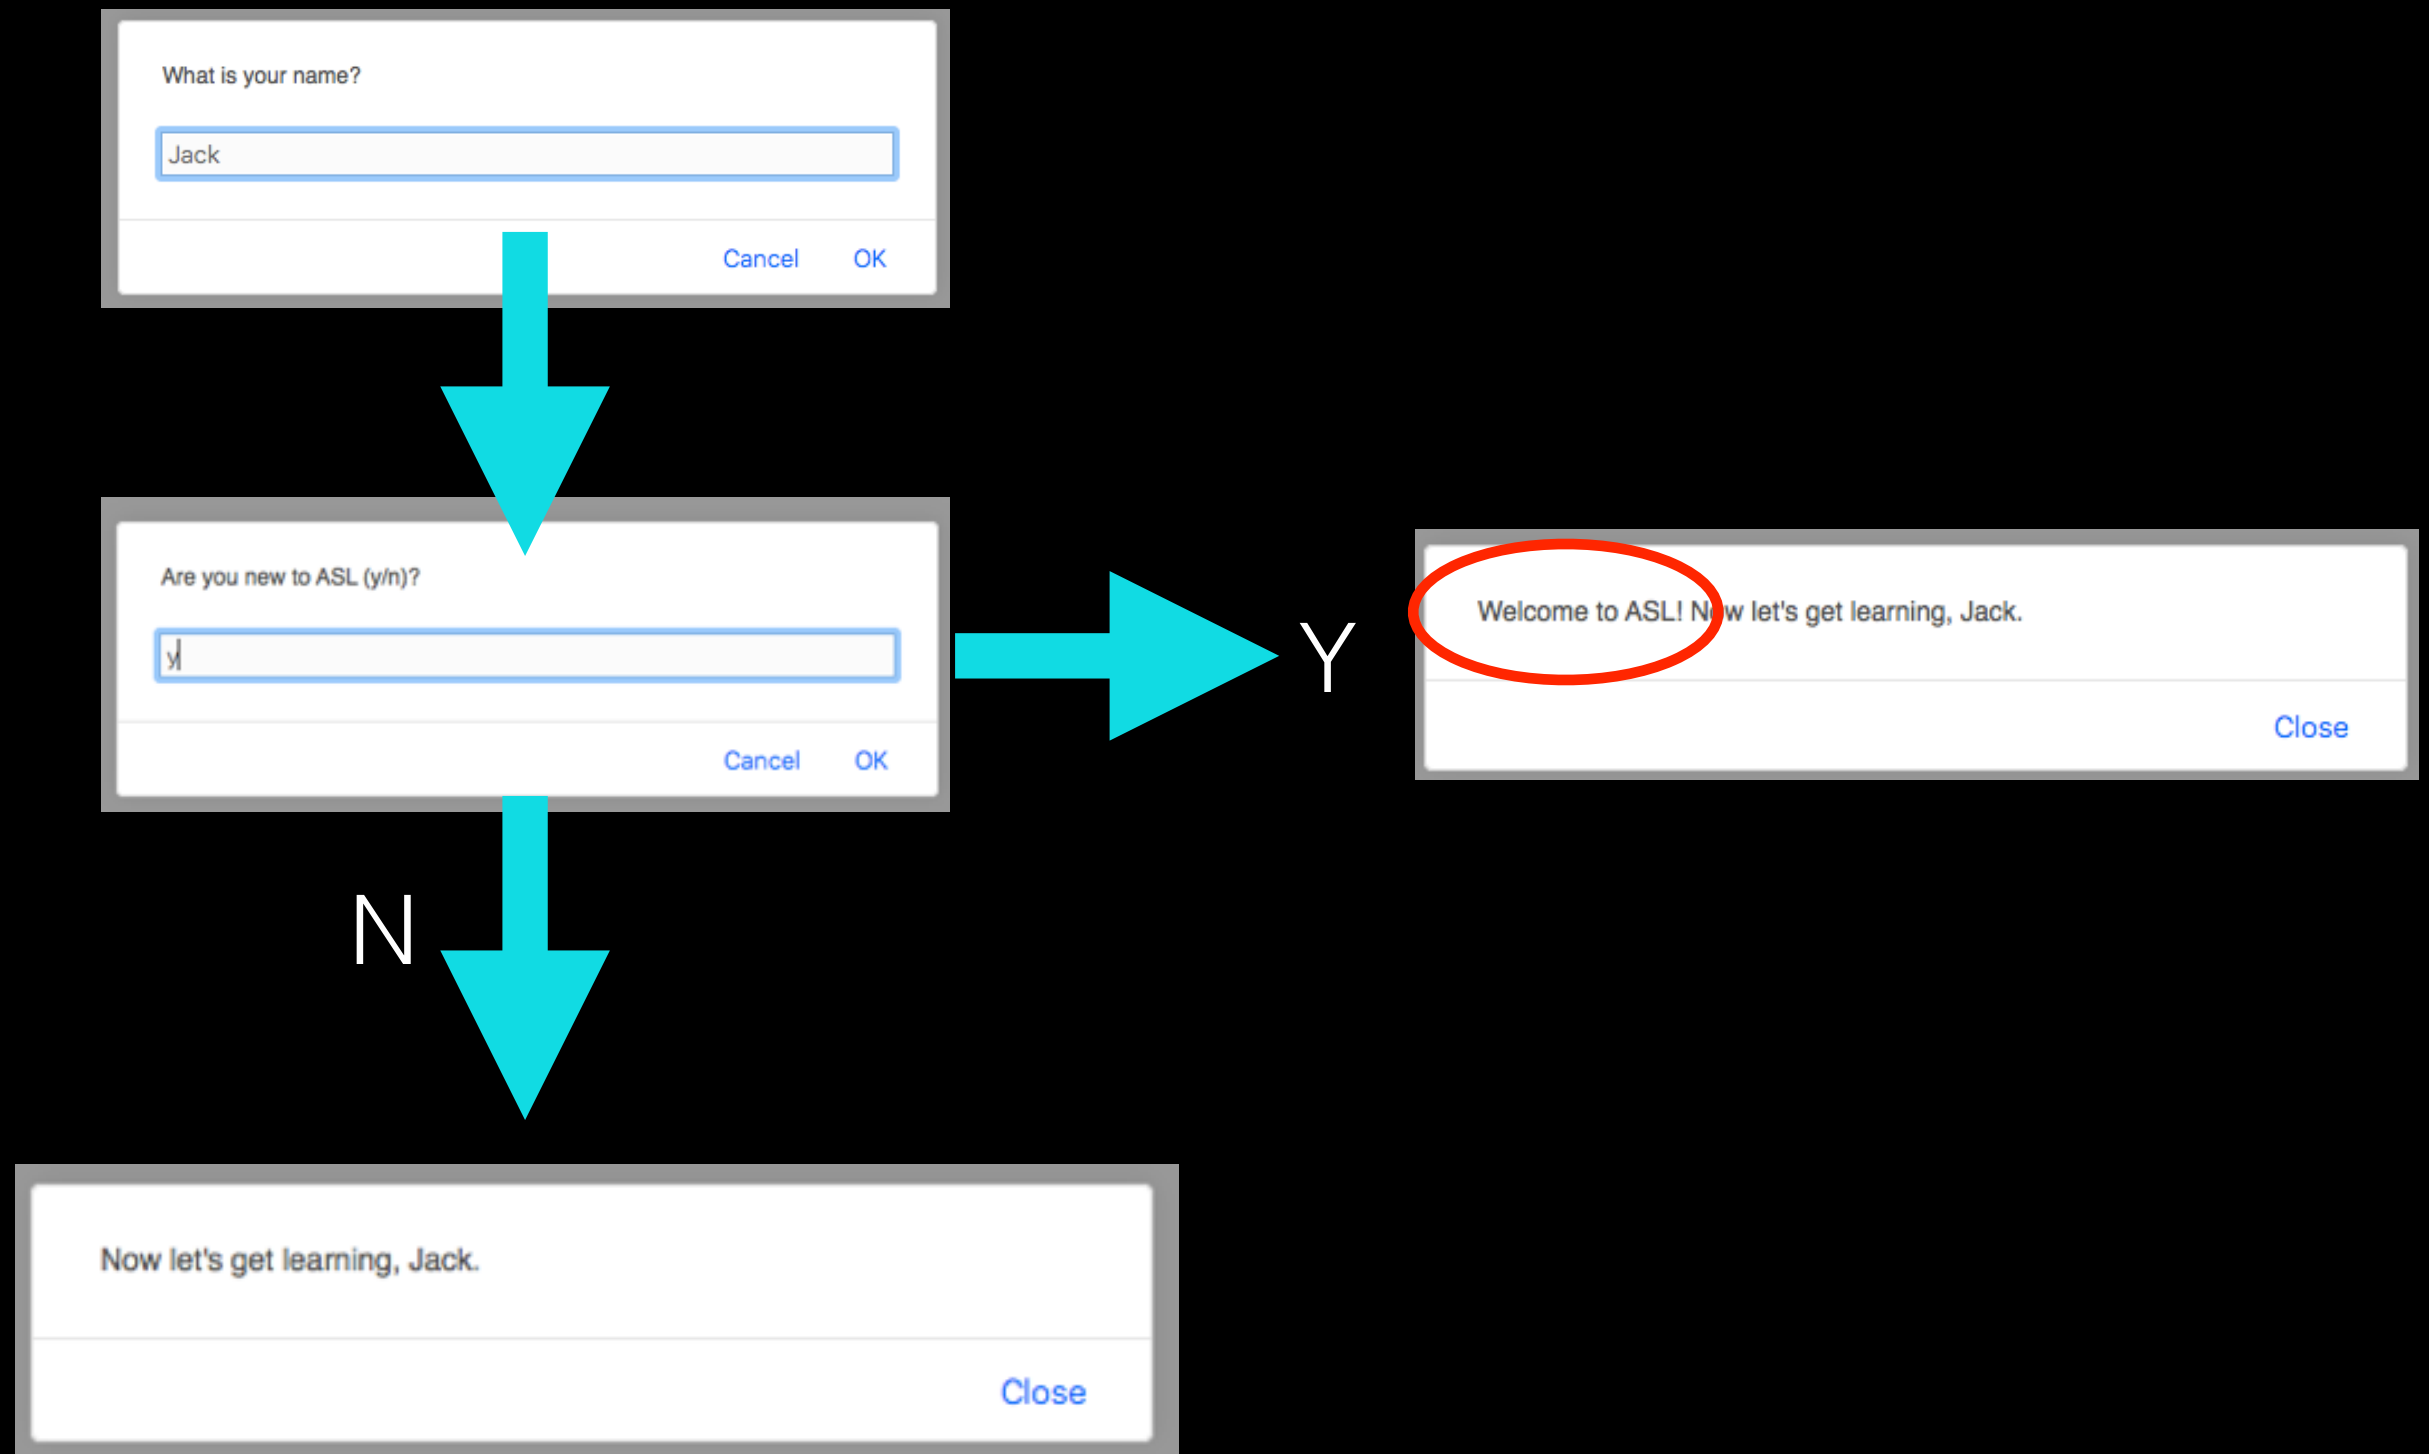 What is your name?
Jack
Cancel OK
Are you new to ASL (y/n)?
y
Cancel OK
Y
Welcome to ASL! Now let's get learning, Jack.
Close
N
Now let's get learning, Jack.
Close